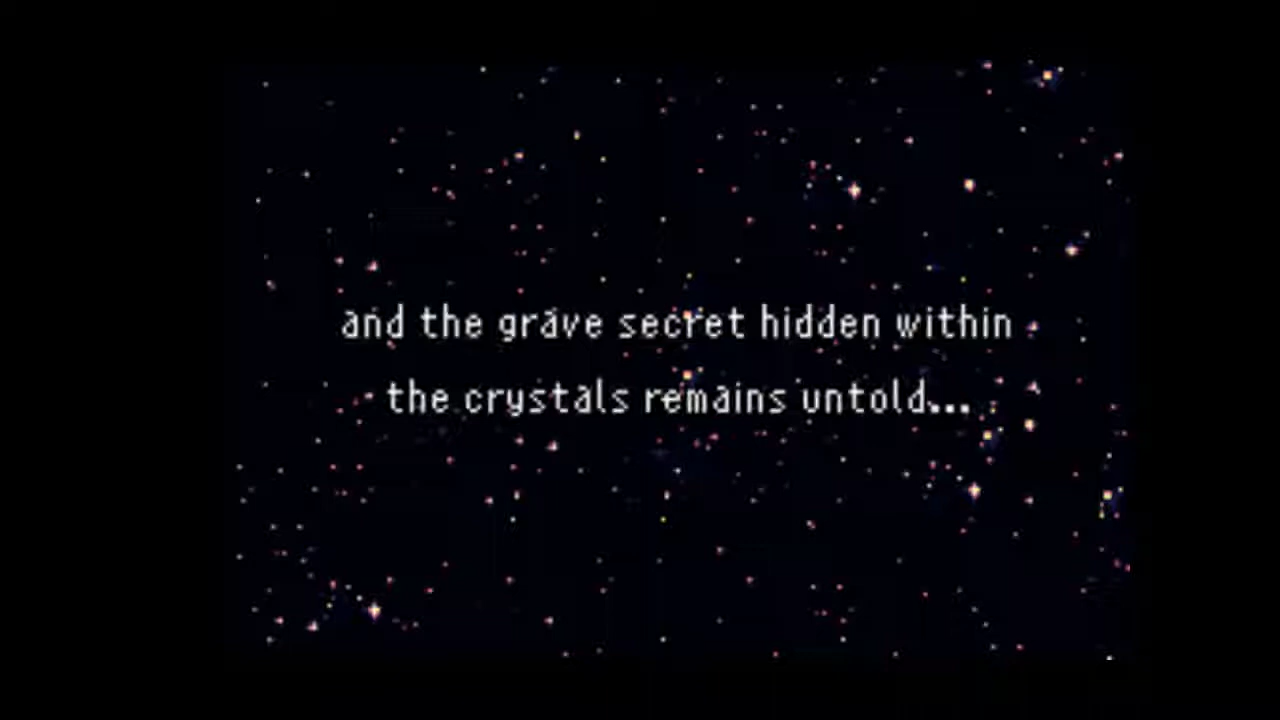 and the grave secret hidden within
the crystals remains untold...